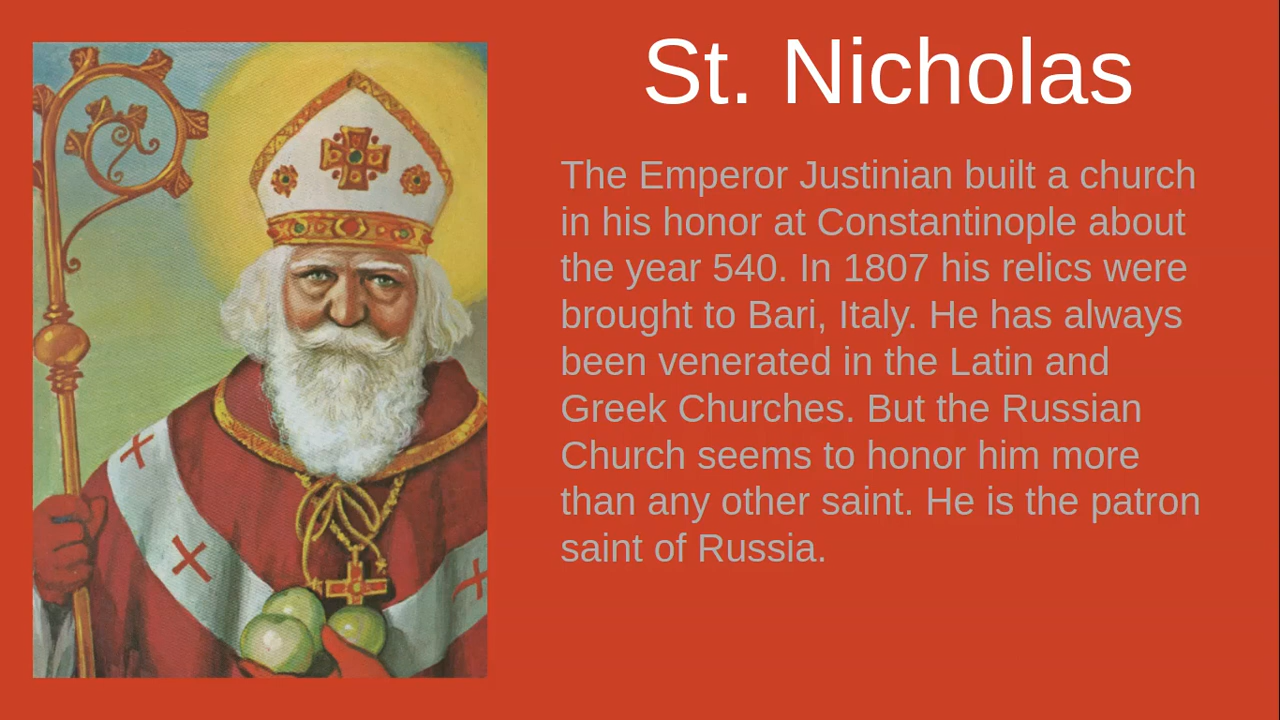 St. Nicholas
The Emperor Justinian built a church
in his honor at Constantinople about
the year 540. In 1807 his relics were
brought to Bari, Italy. He has always
been venerated in the Latin and
Greek Churches. But the Russian
Church seems to honor him more
than any other saint. He is the patron
saint of Russia.